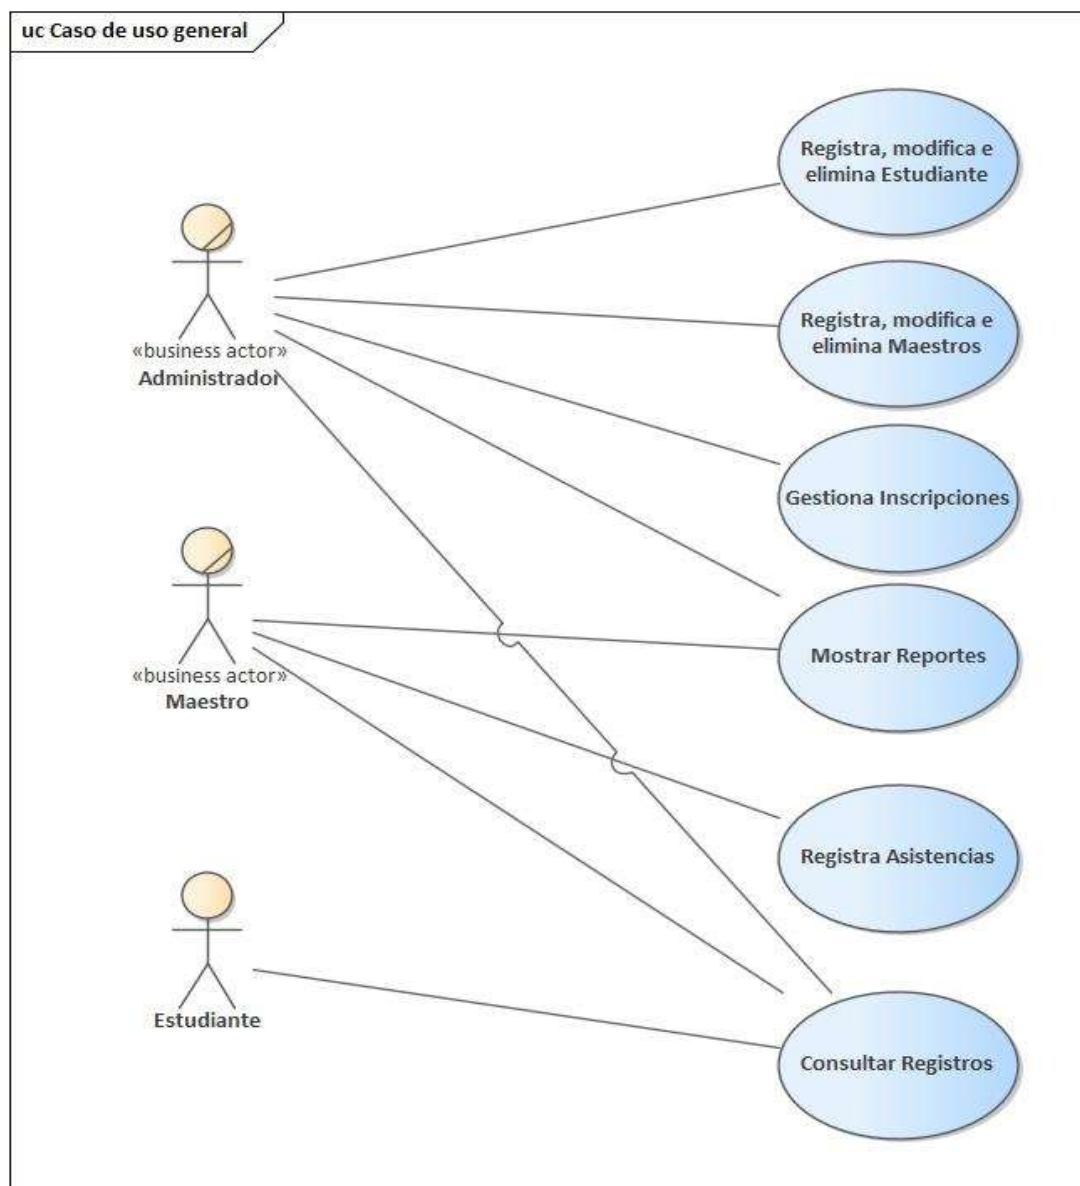 uc Caso de uso general
Registra, modifica e
elimina Estudiante
«business actor»
Administrador
Registra, modifica e
elimina Maestros
Gestiona Inscripciones
«business actor»
Maestro
Mostrar Reportes
Registra Asistencias
Estudiante
Consultar Registros